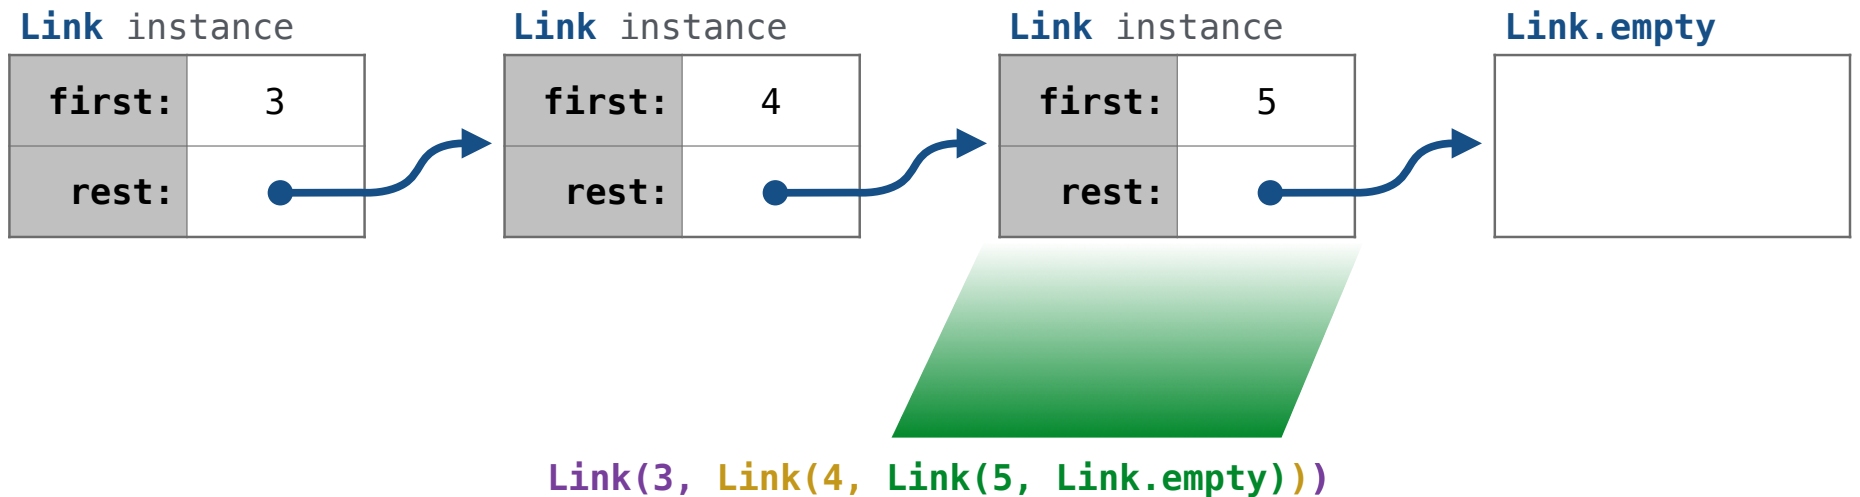 Link instance Link instance Link instance Link.empty
first: 3 first: 4 first: 5
rest: rest: rest:
Link(3, Link(4, Link(5, Link.empty)))